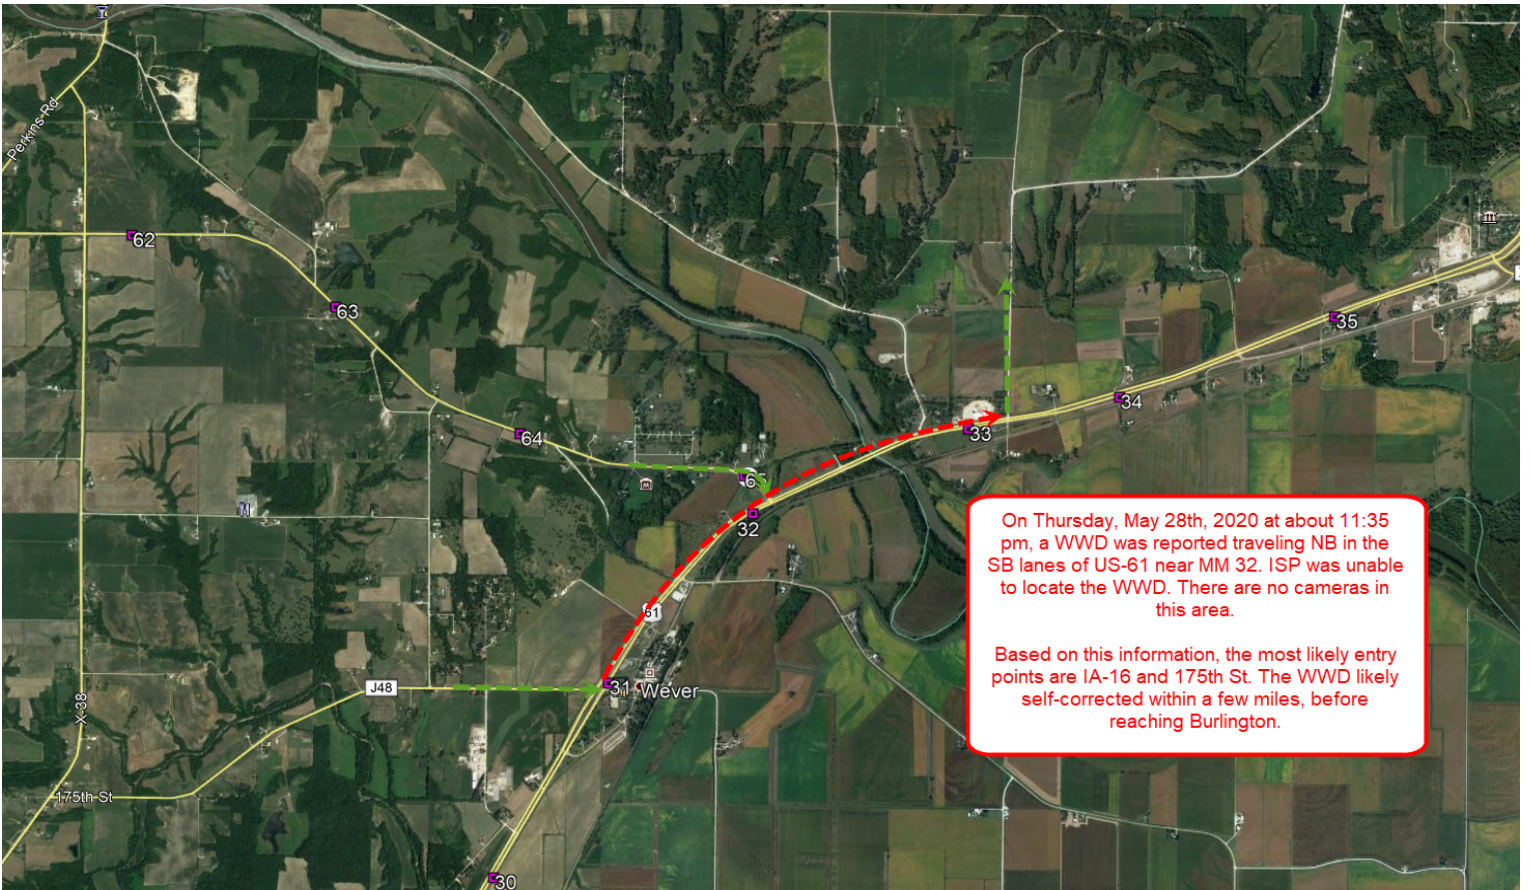 Perkins Rd
62
63
35
34
33
64
65
32
On Thursday, May 28th, 2020 at about 11:35
pm, a WWD was reported traveling NB in the
SB lanes of US-61 near MM 32. ISP was unable
to locate the WWD. There are no cameras in
this area.
Based on this information, the most likely entry
points are IA-16 and 175th St. The WWD likely
self-corrected within a few miles, before
reaching Burlington.
61
J48
31
Wever
X-38
175th St
30